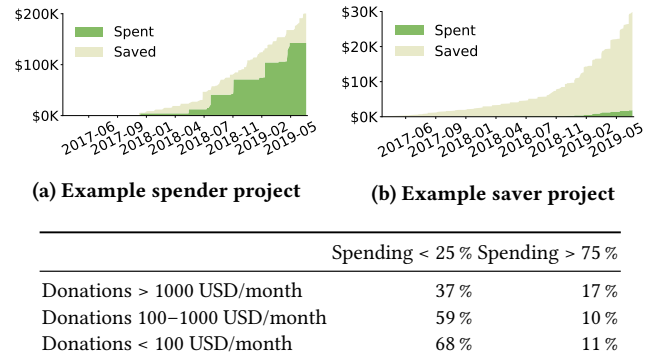 $200K
$100K
$0K
Spent
Saved
2017-06
2017-09
2018-01
2018-04
2018-07
2018-11
2019-02
2019-05
(a) Example spender project
$30K
$20K
$10K
$0K
Spent
Saved
2017-06
2017-09
2018-01
2018-04
2018-07
2018-11
2019-02
2019-05
(b) Example saver project
Spending < 25 % Spending > 75 %
Donations > 1000 USD/month 37 % 17 %
Donations 100–1000 USD/month 59 % 10 %
Donations < 100 USD/month 68 % 11 %